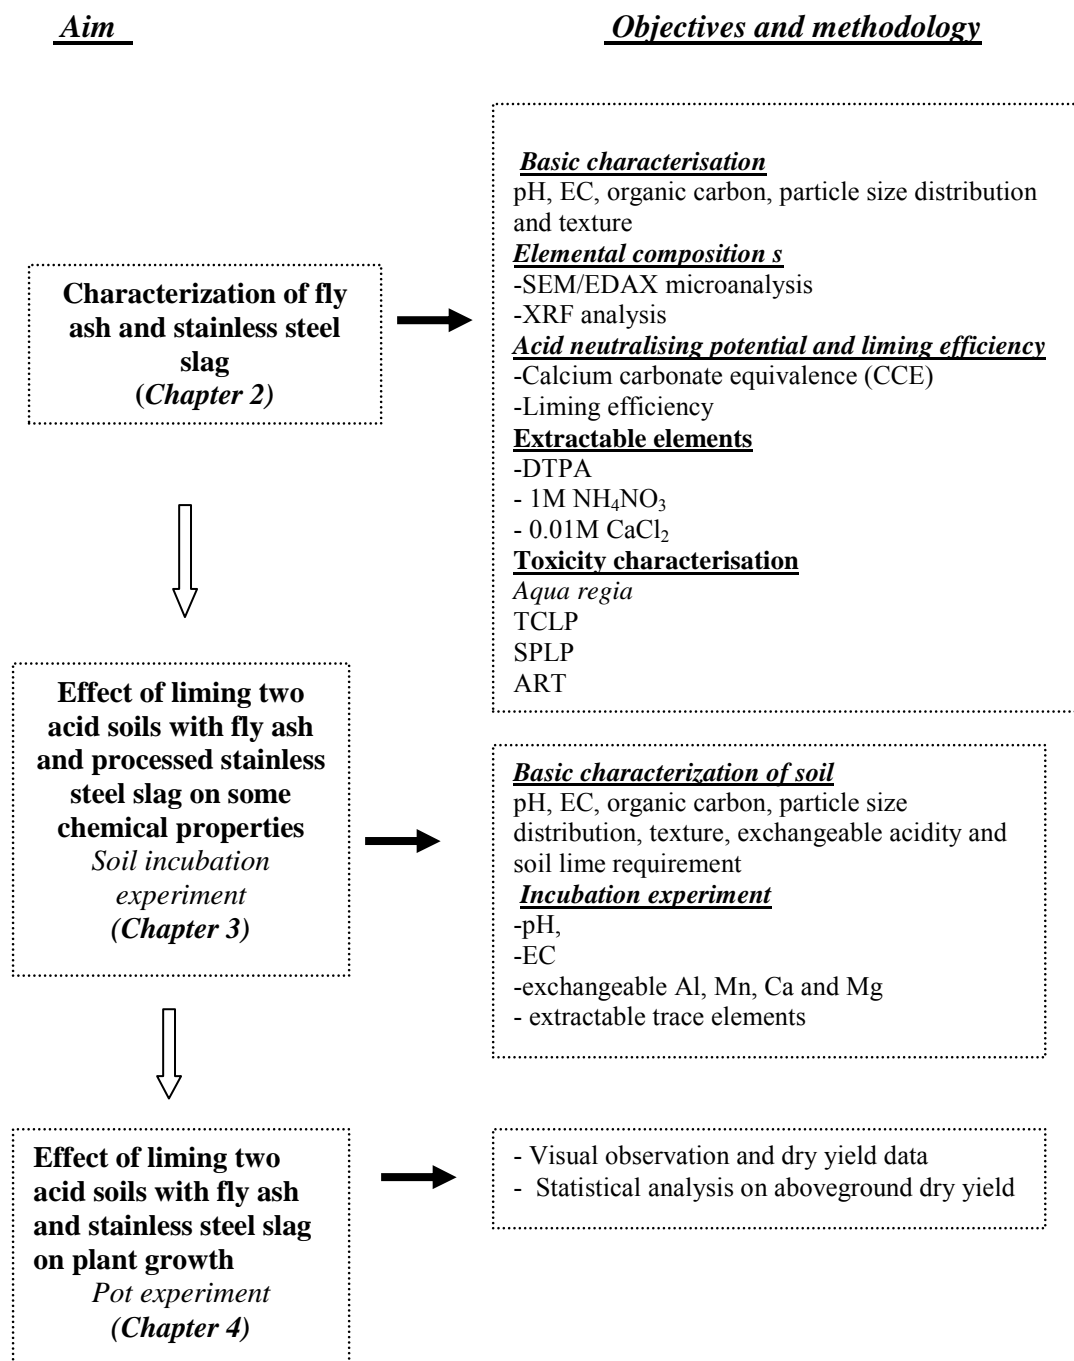 Aim
Objectives and methodology
Characterization of fly
ash and stainless steel
slag
(Chapter 2)
Basic characterisation
pH, EC, organic carbon, particle size distribution
and texture
Elemental composition s
-SEM/EDAX microanalysis
-XRF analysis
Acid neutralising potential and liming efficiency
-Calcium carbonate equivalence (CCE)
-Liming efficiency
Extractable elements
-DTPA
- 1M NH₄NO₃
- 0.01M CaCl₂
Toxicity characterisation
Aqua regia
TCLP
SPLP
ART
Effect of liming two
acid soils with fly ash
and processed stainless
steel slag on some
chemical properties
Soil incubation
experiment
(Chapter 3)
Basic characterization of soil
pH, EC, organic carbon, particle size
distribution, texture, exchangeable acidity and
soil lime requirement
Incubation experiment
-pH,
-EC
-exchangeable Al, Mn, Ca and Mg
- extractable trace elements
Effect of liming two
acid soils with fly ash
and stainless steel slag
on plant growth
Pot experiment
(Chapter 4)
- Visual observation and dry yield data
- Statistical analysis on aboveground dry yield